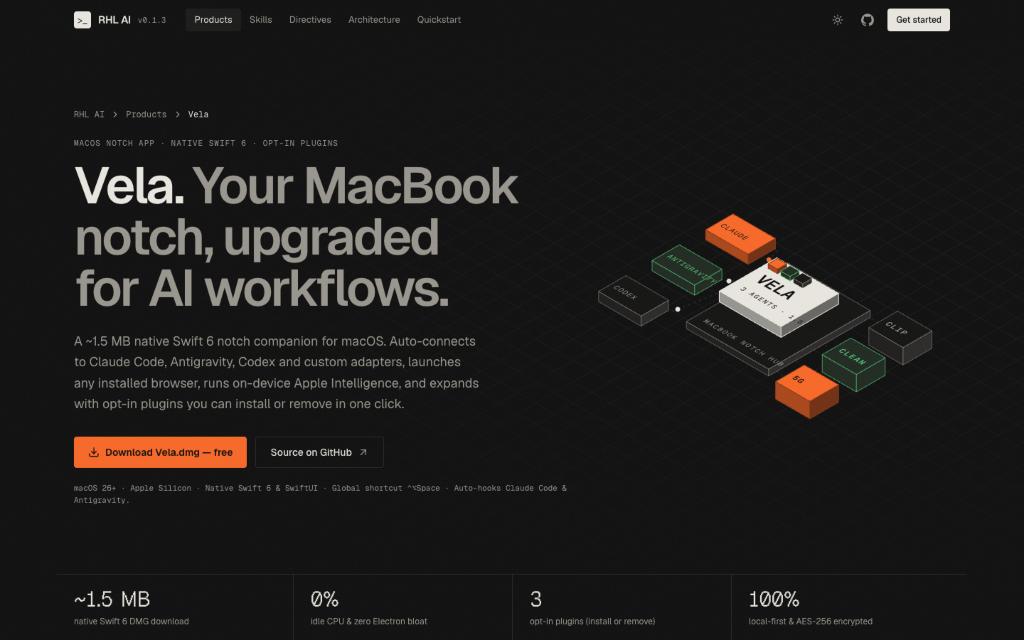 >_ RHL AI v0.1.3 Products Skills Directives Architecture Quickstart Get started
RHL AI > Products > Vela
MACOS NOTCH APP · NATIVE SWIFT 6 · OPT-IN PLUGINS
Vela. Your MacBook
notch, upgraded
for AI workflows.
A ~1.5 MB native Swift 6 notch companion for macOS. Auto-connects
to Claude Code, Antigravity, Codex and custom adapters, launches
any installed browser, runs on-device Apple Intelligence, and expands
with opt-in plugins you can install or remove in one click.
Download Vela.dmg — free
Source on GitHub ↗
macOS 26+ · Apple Silicon · Native Swift 6 & SwiftUI · Global shortcut ^⌥Space · Auto-hooks Claude Code &
Antigravity.
CLAUDE
ANTIGRAVITY
CODEX
VELA
3 AGENTS ·
MACBOOK NOTCH HUB
CLIP
CLEAN
5G
~1.5 MB
native Swift 6 DMG download
0%
idle CPU & zero Electron bloat
3
opt-in plugins (install or remove)
100%
local-first & AES-256 encrypted